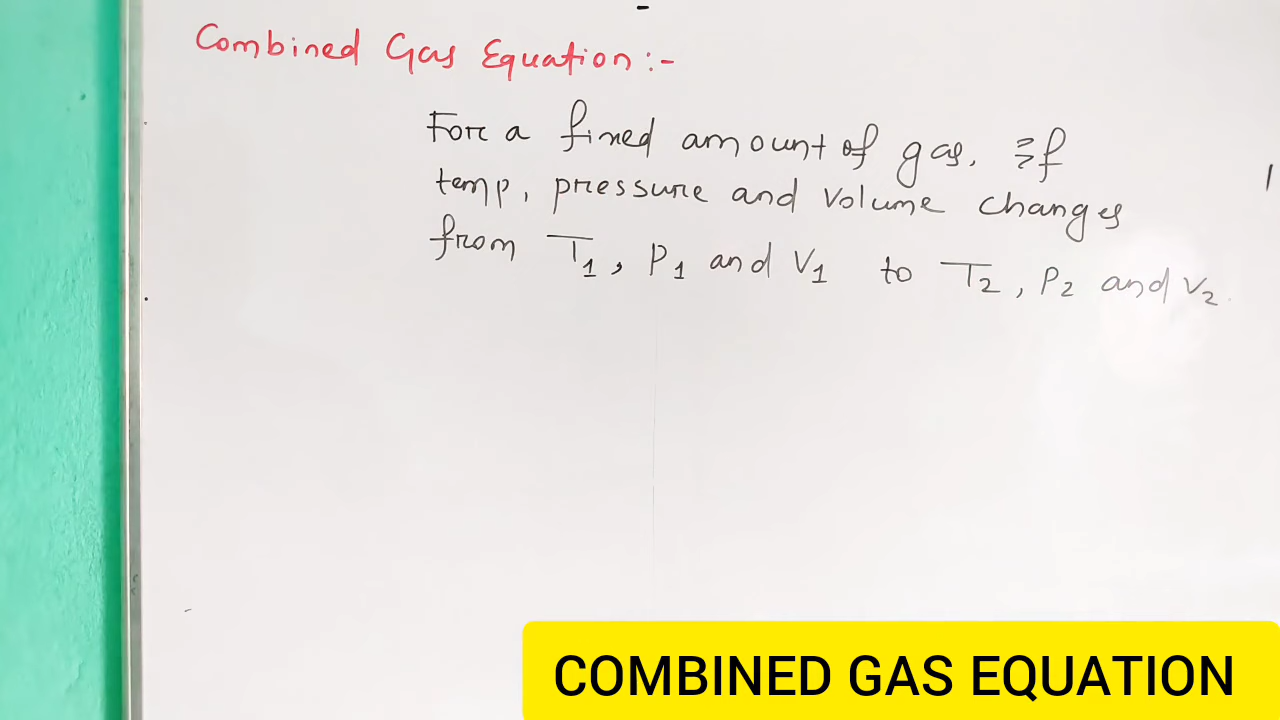 Combined Gas Equation :-
For a fixed amount of gas, if
temp, pressure and volume changes
from T₁, P₁ and V₁ to T₂, P₂ and V₂.
COMBINED GAS EQUATION